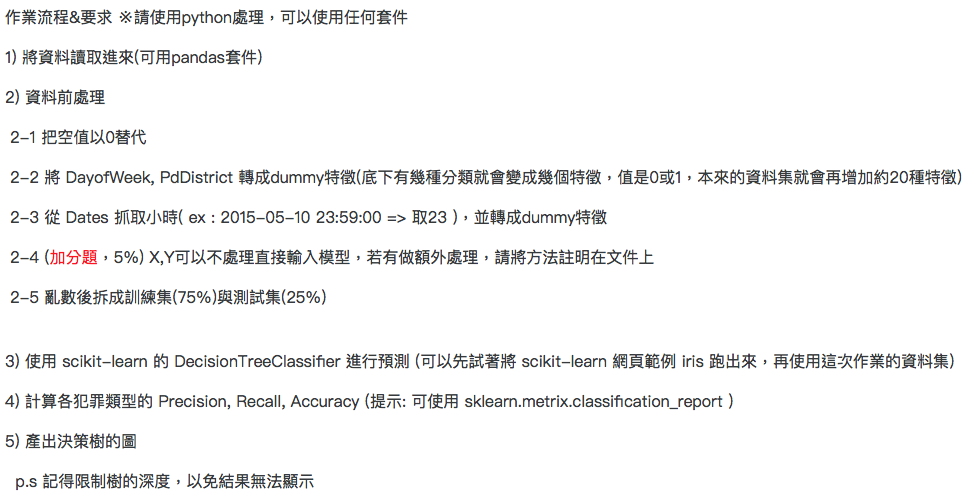 作業流程&要求 ※請使用python處理，可以使用任何套件
1) 將資料讀取進來(可用pandas套件)
2) 資料前處理
2-1 把空值以0替代
2-2 將 DayofWeek, PdDistrict 轉成dummy特徵(底下有幾種分類就會變成幾個特徵，值是0或1，本來的資料集就會再增加約20種特徵)
2-3 從 Dates 抓取小時( ex : 2015-05-10 23:59:00 => 取23 )，並轉成dummy特徵
2-4 (加分題，5%) X,Y可以不處理直接輸入模型，若有做額外處理，請將方法註明在文件上
2-5 亂數後拆成訓練集(75%)與測試集(25%)
3) 使用 scikit-learn 的 DecisionTreeClassifier 進行預測 (可以先試著將 scikit-learn 網頁範例 iris 跑出來，再使用這次作業的資料集)
4) 計算各犯罪類型的 Precision, Recall, Accuracy (提示: 可使用 sklearn.metrix.classification_report )
5) 產出決策樹的圖
p.s 記得限制樹的深度，以免結果無法顯示